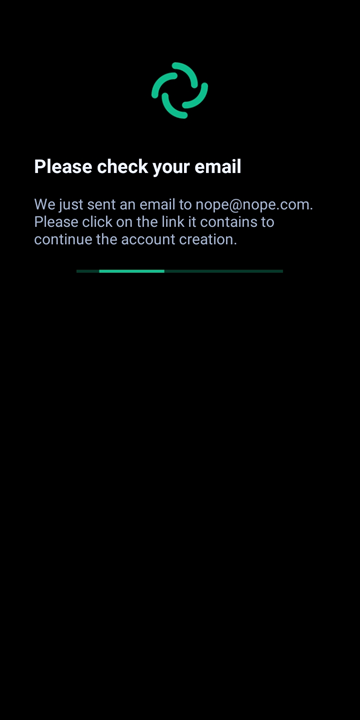 Please check your email
We just sent an email to nope@nope.com.
Please click on the link it contains to
continue the account creation.